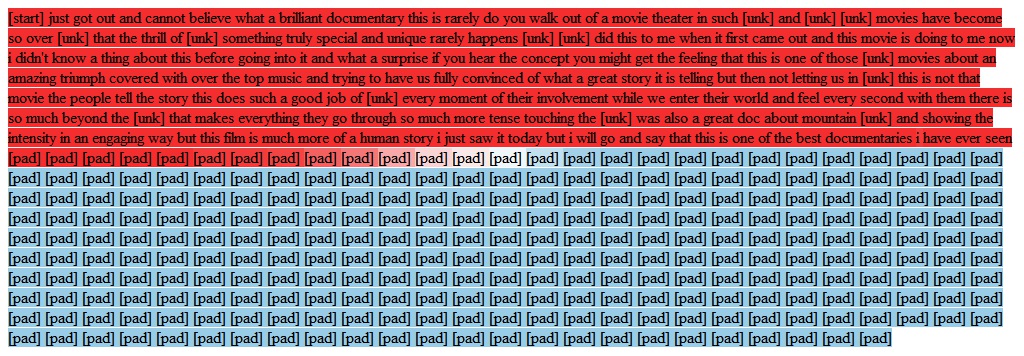 [start] just got out and cannot believe what a brilliant documentary this is rarely do you walk out of a movie theater in such [unk] and [unk] [unk] movies have become
so over [unk] that the thrill of [unk] something truly special and unique rarely happens [unk] [unk] did this to me when it first came out and this movie is doing to me now
i didn't know a thing about this before going into it and what a surprise if you hear the concept you might get the feeling that this is one of those [unk] movies about an
amazing triumph covered with over the top music and trying to have us fully convinced of what a great story it is telling but then not letting us in [unk] this is not that
movie the people tell the story this does such a good job of [unk] every moment of their involvement while we enter their world and feel every second with them there is
so much beyond the [unk] that makes everything they go through so much more tense touching the [unk] was also a great doc about mountain [unk] and showing the
intensity in an engaging way but this film is much more of a human story i just saw it today but i will go and say that this is one of the best documentaries i have ever seen
[pad] [pad] [pad] [pad] [pad] [pad] [pad] [pad] [pad] [pad] [pad] [pad] [pad] [pad] [pad] [pad] [pad] [pad] [pad] [pad] [pad] [pad] [pad] [pad] [pad] [pad] [pad]
[pad] [pad] [pad] [pad] [pad] [pad] [pad] [pad] [pad] [pad] [pad] [pad] [pad] [pad] [pad] [pad] [pad] [pad] [pad] [pad] [pad] [pad] [pad] [pad] [pad] [pad] [pad]
[pad] [pad] [pad] [pad] [pad] [pad] [pad] [pad] [pad] [pad] [pad] [pad] [pad] [pad] [pad] [pad] [pad] [pad] [pad] [pad] [pad] [pad] [pad] [pad] [pad] [pad] [pad]
[pad] [pad] [pad] [pad] [pad] [pad] [pad] [pad] [pad] [pad] [pad] [pad] [pad] [pad] [pad] [pad] [pad] [pad] [pad] [pad] [pad] [pad] [pad] [pad] [pad] [pad] [pad]
[pad] [pad] [pad] [pad] [pad] [pad] [pad] [pad] [pad] [pad] [pad] [pad] [pad] [pad] [pad] [pad] [pad] [pad] [pad] [pad] [pad] [pad] [pad] [pad] [pad] [pad] [pad]
[pad] [pad] [pad] [pad] [pad] [pad] [pad] [pad] [pad] [pad] [pad] [pad] [pad] [pad] [pad] [pad] [pad] [pad] [pad] [pad] [pad] [pad] [pad] [pad] [pad] [pad] [pad]
[pad] [pad] [pad] [pad] [pad] [pad] [pad] [pad] [pad] [pad] [pad] [pad] [pad] [pad] [pad] [pad] [pad] [pad] [pad] [pad] [pad] [pad] [pad] [pad] [pad] [pad] [pad]
[pad] [pad] [pad] [pad] [pad] [pad] [pad] [pad] [pad] [pad] [pad] [pad] [pad] [pad] [pad] [pad] [pad] [pad] [pad] [pad] [pad] [pad] [pad] [pad] [pad] [pad] [pad]
[pad] [pad] [pad] [pad] [pad] [pad] [pad] [pad] [pad] [pad] [pad] [pad] [pad] [pad] [pad] [pad] [pad] [pad] [pad] [pad] [pad] [pad] [pad] [pad] [pad] [pad] [pad]
[pad] [pad] [pad] [pad] [pad] [pad] [pad] [pad] [pad] [pad] [pad] [pad] [pad] [pad] [pad] [pad] [pad] [pad] [pad] [pad] [pad] [pad] [pad] [pad]